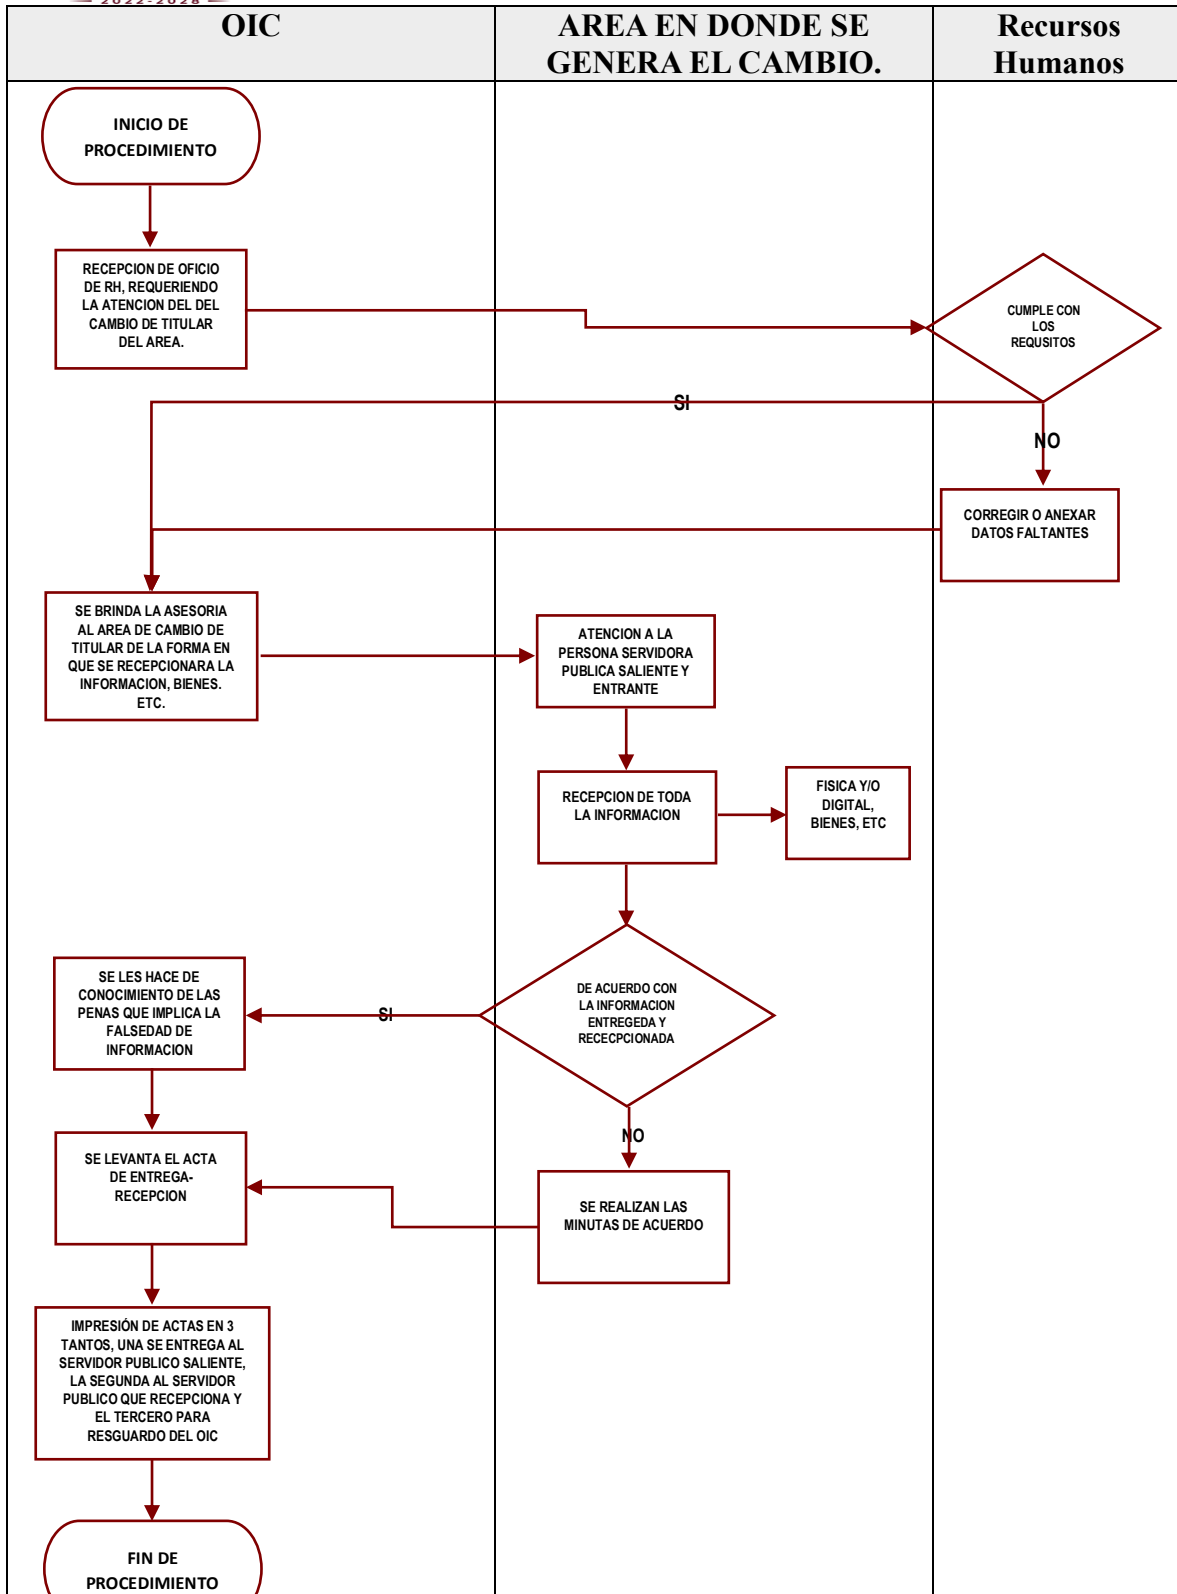 2022-2028
OIC
AREA EN DONDE SE
GENERA EL CAMBIO.
Recursos
Humanos
INICIO DE
PROCEDIMIENTO
RECEPCION DE OFICIO
DE RH, REQUERIENDO
LA ATENCION DEL DEL
CAMBIO DE TITULAR
DEL AREA.
CUMPLE CON
LOS
REQUSITOS
SI
NO
CORREGIR O ANEXAR
DATOS FALTANTES
SE BRINDA LA ASESORIA
AL AREA DE CAMBIO DE
TITULAR DE LA FORMA EN
QUE SE RECEPCIONARA LA
INFORMACION, BIENES.
ETC.
ATENCION A LA
PERSONA SERVIDORA
PUBLICA SALIENTE Y
ENTRANTE
RECEPCION DE TODA
LA INFORMACION
FISICA Y/O
DIGITAL,
BIENES, ETC
DE ACUERDO CON
LA INFORMACION
ENTREGEDA Y
RECECPCIONADA
SI
SE LES HACE DE
CONOCIMIENTO DE LAS
PENAS QUE IMPLICA LA
FALSEDAD DE
INFORMACION
NO
SE LEVANTA EL ACTA
DE ENTREGA-
RECEPCION
SE REALIZAN LAS
MINUTAS DE ACUERDO
IMPRESIÓN DE ACTAS EN 3
TANTOS, UNA SE ENTREGA AL
SERVIDOR PUBLICO SALIENTE,
LA SEGUNDA AL SERVIDOR
PUBLICO QUE RECEPCIONA Y
EL TERCERO PARA
RESGUARDO DEL OIC
FIN DE
PROCEDIMIENTO